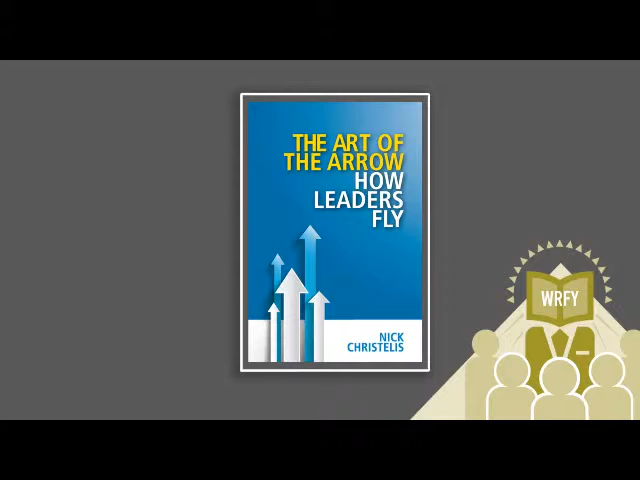 THE ART OF
THE ARROW
HOW
LEADERS
FLY
NICK
CHRISTELIS
WRFY